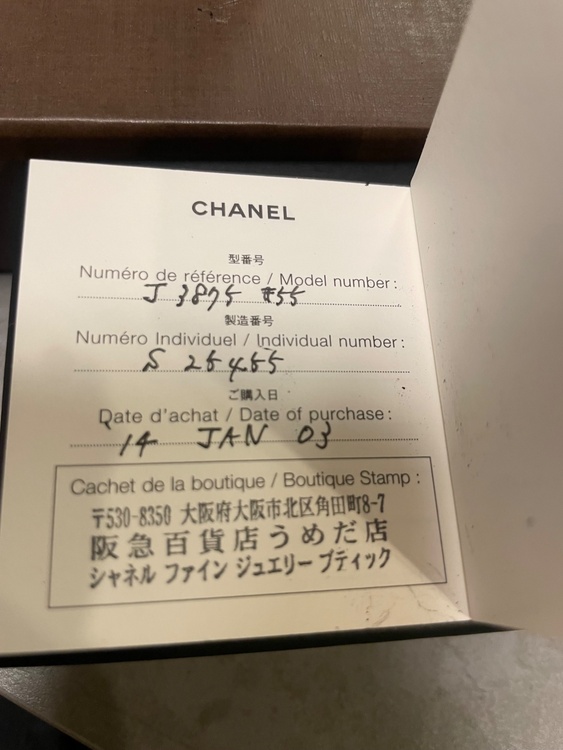 CHANEL
型番号
Numéro de référence / Model number:
J 3875 #55
製造番号
Numéro Individuel / Individual number:
S 25455
ご購入日
Date d'achat / Date of purchase:
14 JAN 03
Cachet de la boutique / Boutique Stamp:
〒530-8350 大阪府大阪市北区角田町8-7
阪急百貨店うめだ店
シャネル ファイン ジュエリー ブティック